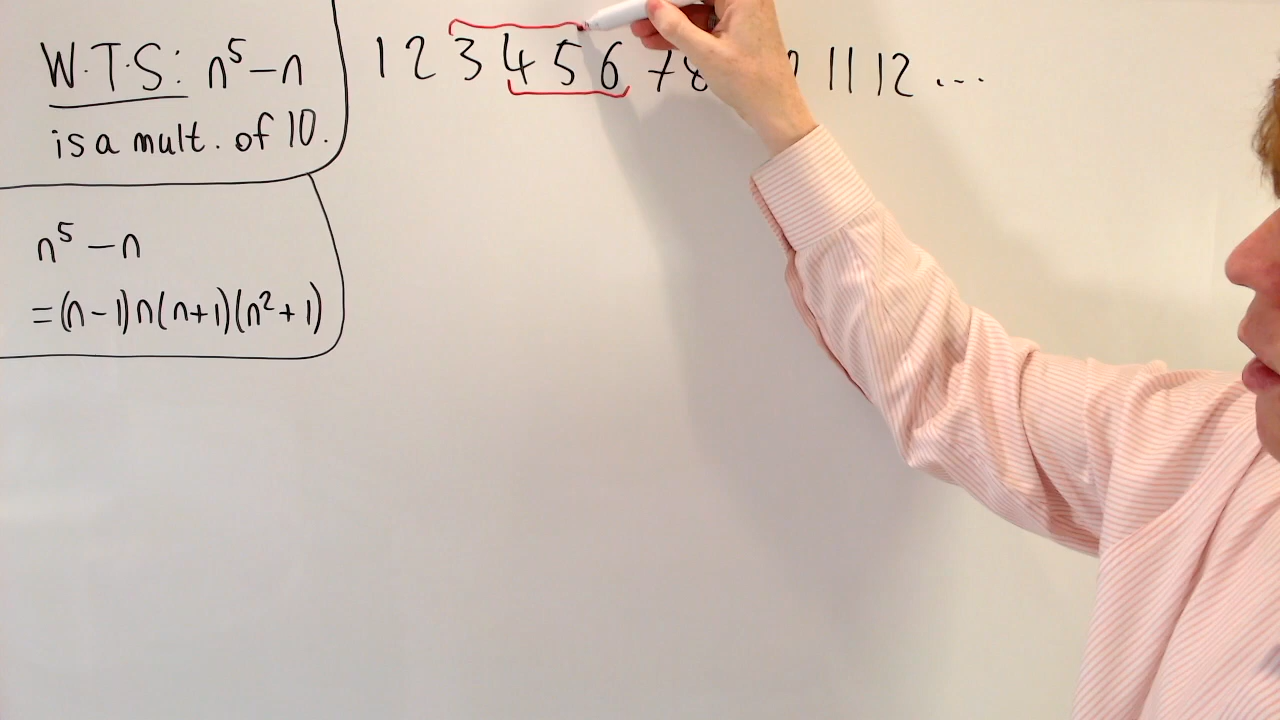 W.T.S: n⁵ − n
is a mult. of 10.
1 2 3 4 5 6 7 8 11 12 ...
n⁵ − n
= (n−1)n(n+1)(n²+1)